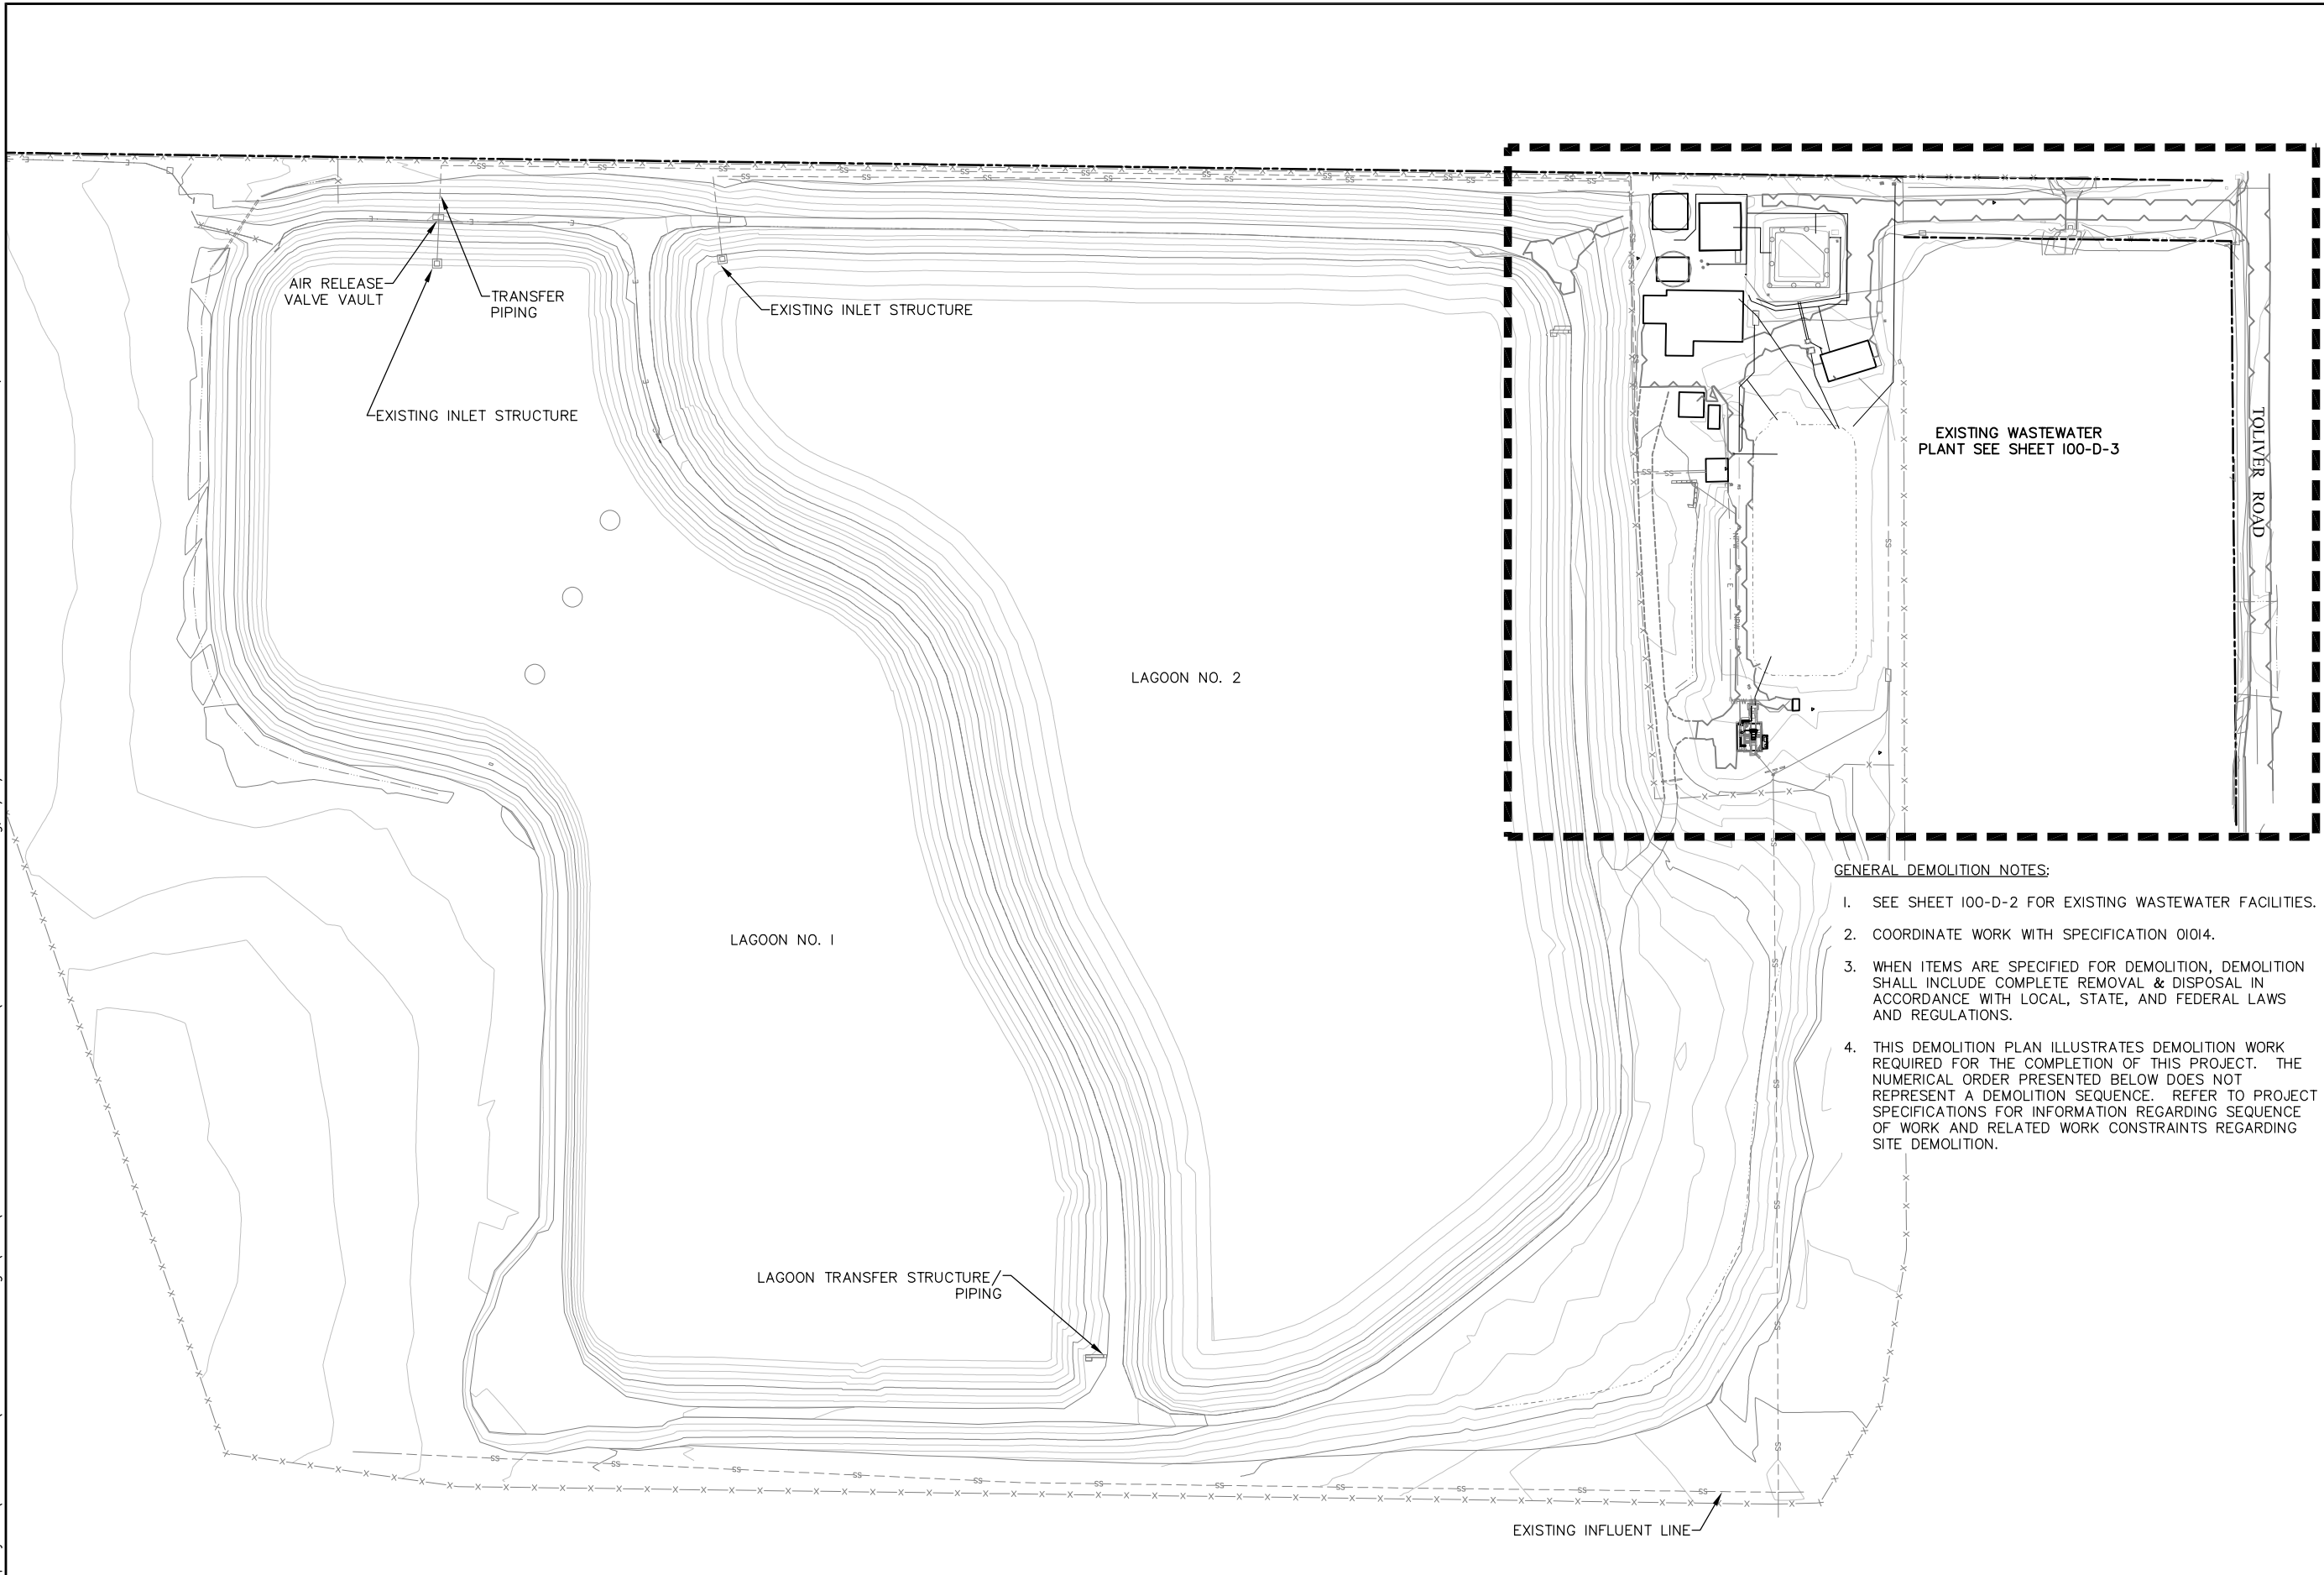 AIR RELEASE
VALVE VAULT
TRANSFER
PIPING
EXISTING INLET STRUCTURE
EXISTING INLET STRUCTURE
EXISTING WASTEWATER
PLANT SEE SHEET 100-D-3
TOLIVER ROAD
LAGOON NO. 2
LAGOON NO. 1
LAGOON TRANSFER STRUCTURE/
PIPING
EXISTING INFLUENT LINE
GENERAL DEMOLITION NOTES:
1. SEE SHEET 100-D-2 FOR EXISTING WASTEWATER FACILITIES.
2. COORDINATE WORK WITH SPECIFICATION 01014.
3. WHEN ITEMS ARE SPECIFIED FOR DEMOLITION, DEMOLITION
SHALL INCLUDE COMPLETE REMOVAL & DISPOSAL IN
ACCORDANCE WITH LOCAL, STATE, AND FEDERAL LAWS
AND REGULATIONS.
4. THIS DEMOLITION PLAN ILLUSTRATES DEMOLITION WORK
REQUIRED FOR THE COMPLETION OF THIS PROJECT. THE
NUMERICAL ORDER PRESENTED BELOW DOES NOT
REPRESENT A DEMOLITION SEQUENCE. REFER TO PROJECT
SPECIFICATIONS FOR INFORMATION REGARDING SEQUENCE
OF WORK AND RELATED WORK CONSTRAINTS REGARDING
SITE DEMOLITION.